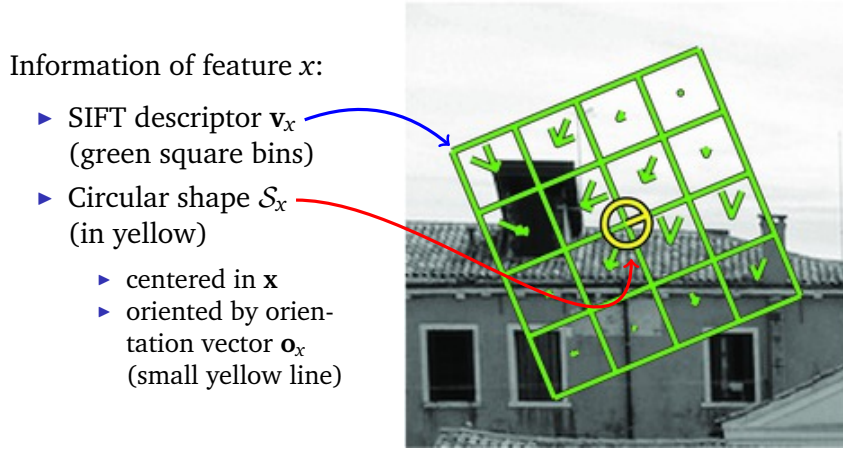 Information of feature x:
▶ SIFT descriptor vₓ
(green square bins)
▶ Circular shape 𝒮ₓ
(in yellow)
▶ centered in x
▶ oriented by orien-
tation vector oₓ
(small yellow line)